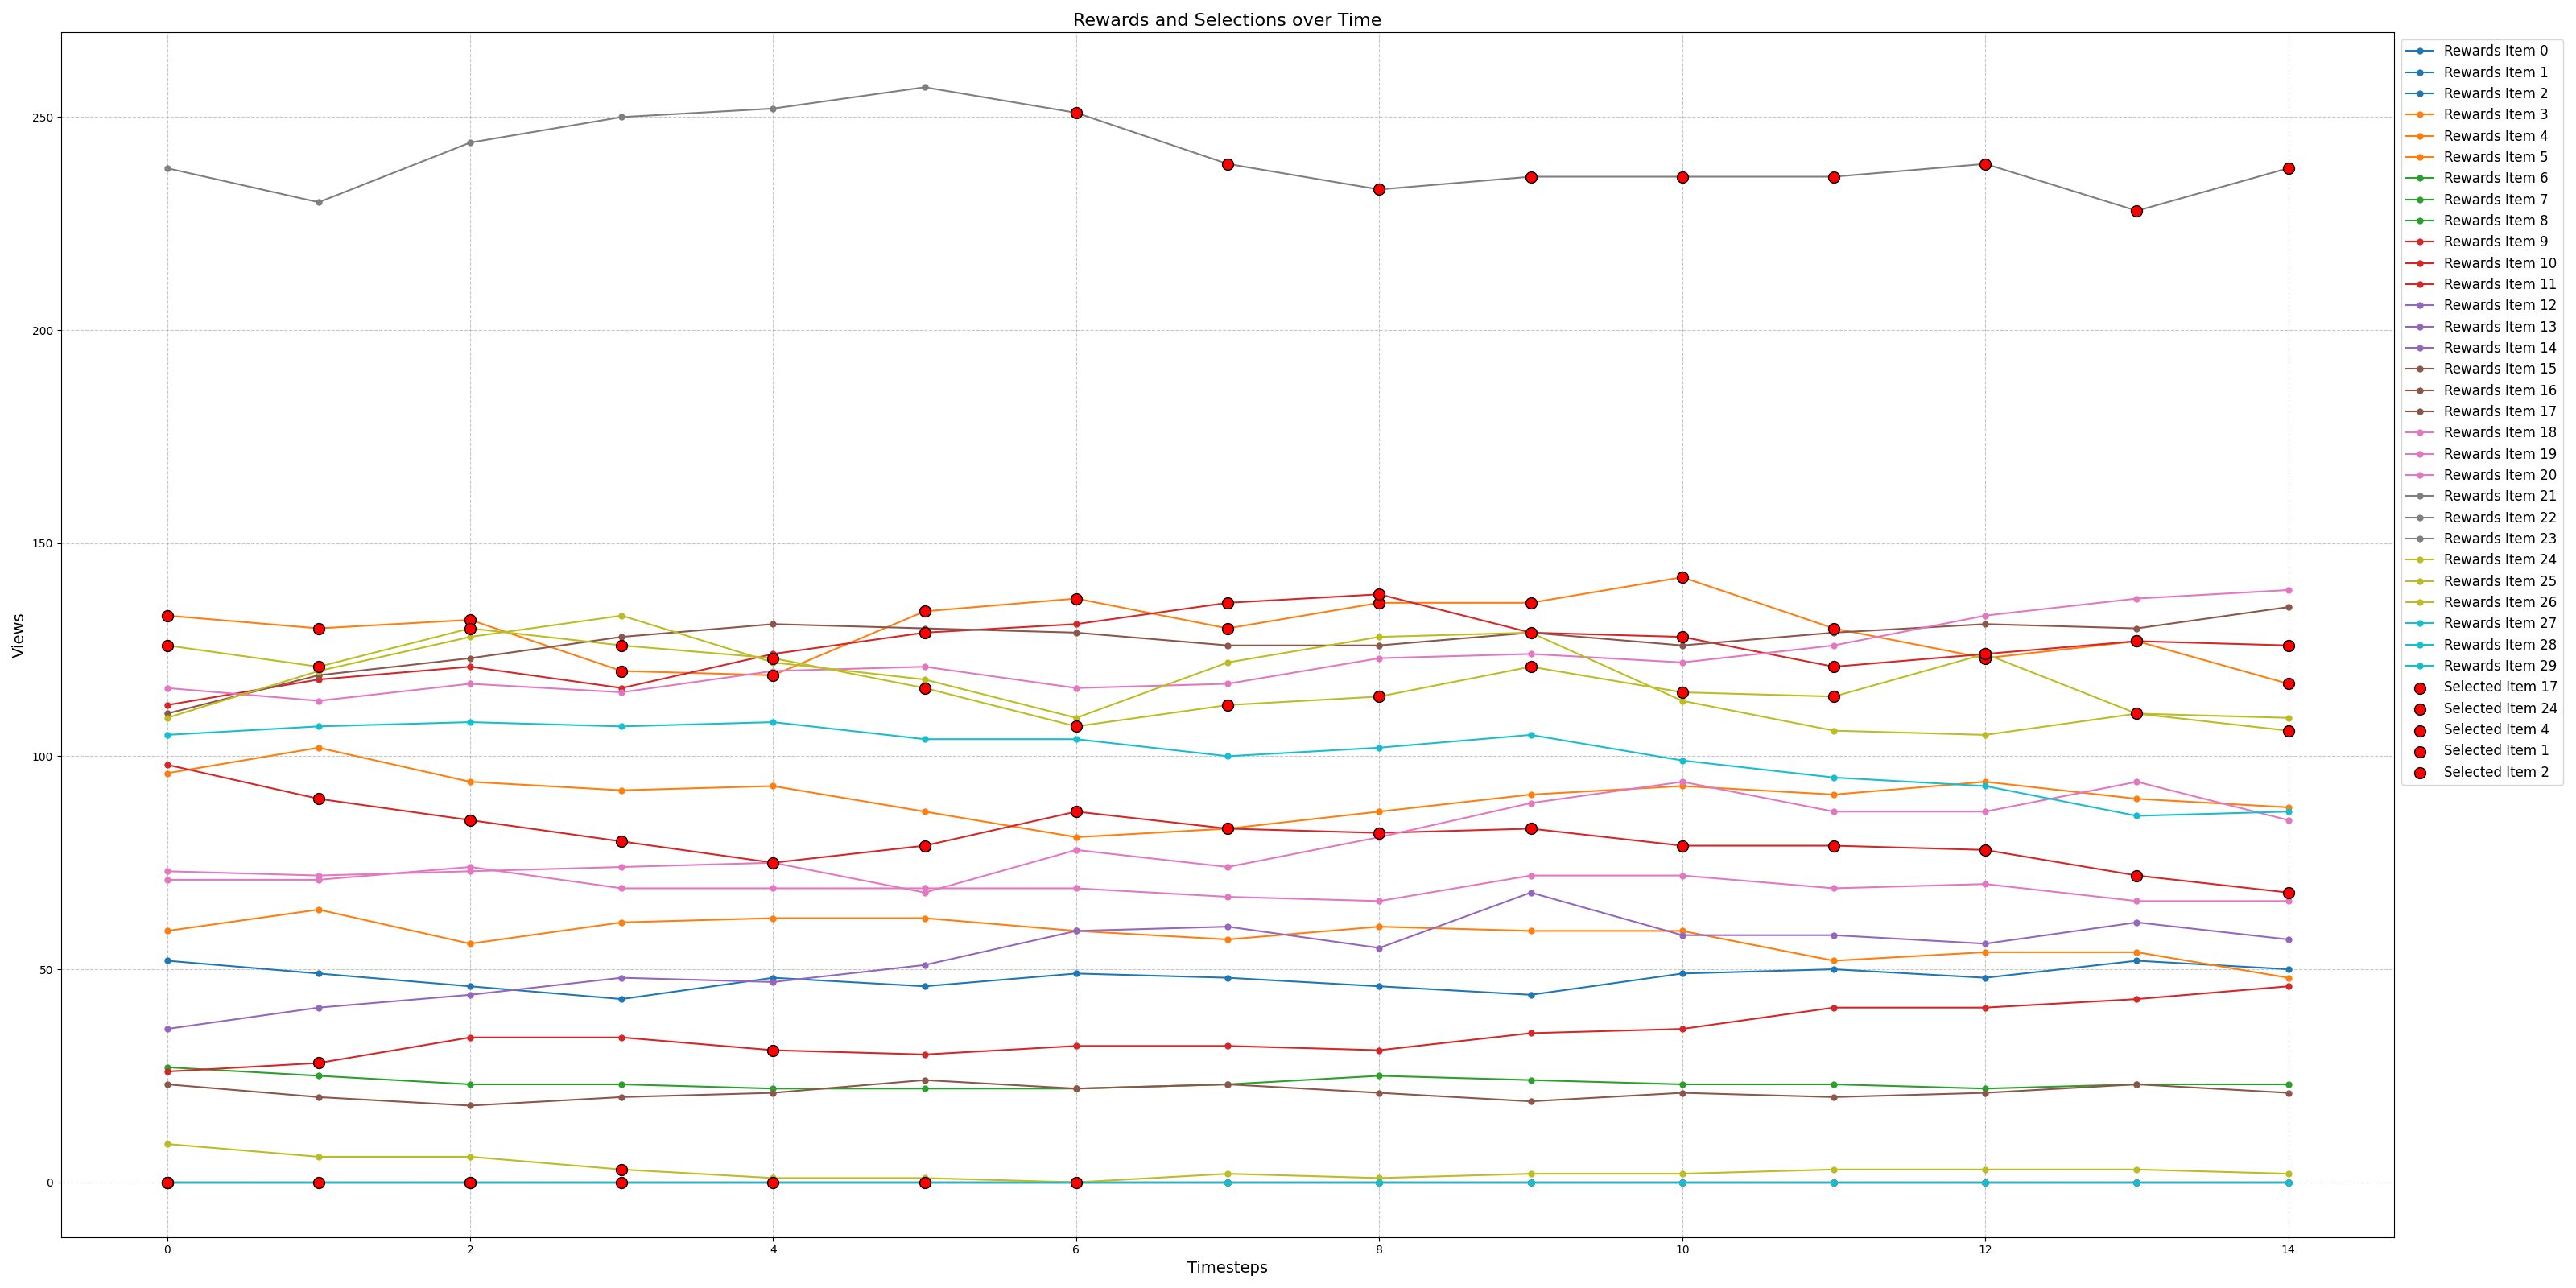 Rewards and Selections over Time
Views
250
200
150
100
50
0
0 2 4 6 8 10 12 14
Timesteps
Rewards Item 0
Rewards Item 1
Rewards Item 2
Rewards Item 3
Rewards Item 4
Rewards Item 5
Rewards Item 6
Rewards Item 7
Rewards Item 8
Rewards Item 9
Rewards Item 10
Rewards Item 11
Rewards Item 12
Rewards Item 13
Rewards Item 14
Rewards Item 15
Rewards Item 16
Rewards Item 17
Rewards Item 18
Rewards Item 19
Rewards Item 20
Rewards Item 21
Rewards Item 22
Rewards Item 23
Rewards Item 24
Rewards Item 25
Rewards Item 26
Rewards Item 27
Rewards Item 28
Rewards Item 29
Selected Item 17
Selected Item 24
Selected Item 4
Selected Item 1
Selected Item 2